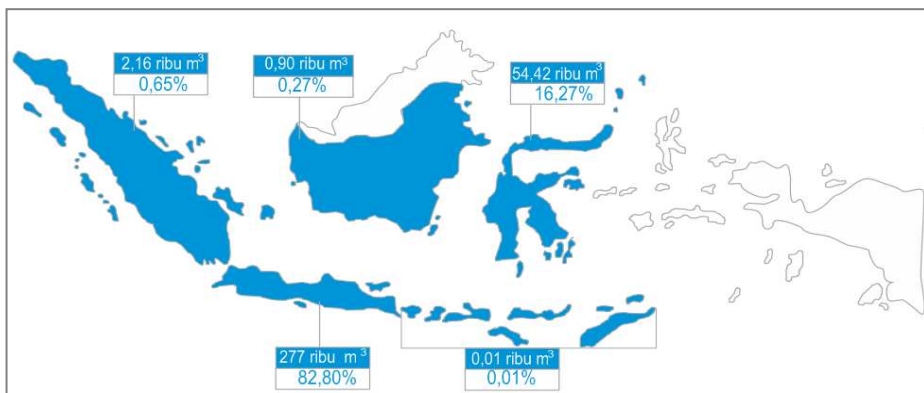 2,16 ribu m³
0,65%
0,90 ribu m³
0,27%
54,42 ribu m³
16,27%
277 ribu m³
82,80%
0,01 ribu m³
0,01%